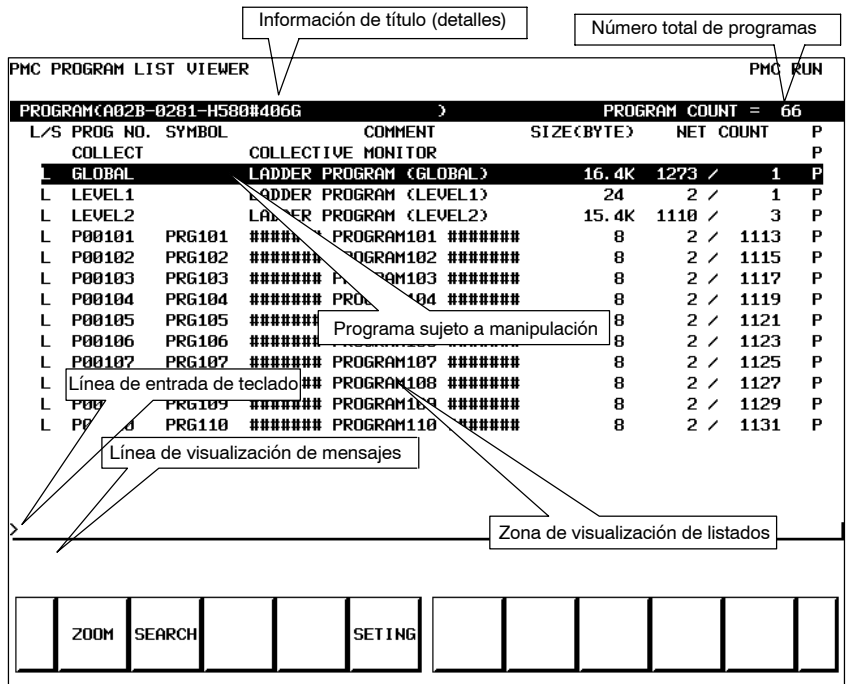 Información de título (detalles)
Número total de programas
PMC PROGRAM LIST VIEWER PMC RUN
PROGRAM(A02B-0281-H580#406G ) PROGRAM COUNT = 66
L/S PROG NO. SYMBOL COMMENT SIZE(BYTE) NET COUNT P
COLLECT COLLECTIVE MONITOR P
L GLOBAL LADDER PROGRAM (GLOBAL) 16.4K 1273 / 1 P
L LEVEL1 LADDER PROGRAM (LEVEL1) 24 2 / 1 P
L LEVEL2 LADDER PROGRAM (LEVEL2) 15.4K 1110 / 3 P
L P00101 PRG101 ####### PROGRAM101 ####### 8 2 / 1113 P
L P00102 PRG102 ####### PROGRAM102 ####### 8 2 / 1115 P
L P00103 PRG103 ####### PROGRAM103 ####### 8 2 / 1117 P
L P00104 PRG104 ####### PROGRAM104 ####### 8 2 / 1119 P
L P00105 PRG105 ####### 8 2 / 1121 P
Programa sujeto a manipulación
L P00106 PRG106 ####### 8 2 / 1123 P
L P00107 PRG107 ####### PROGRAM107 ####### 8 2 / 1125 P
Línea de entrada de teclado
L ### PROGRAM108 ####### 8 2 / 1127 P
L PRG109 ####### PROGRAM109 ####### 8 2 / 1129 P
L PRG110 ####### PROGRAM110 ####### 8 2 / 1131 P
Línea de visualización de mensajes
Zona de visualización de listados
>
ZOOM SEARCH SETING